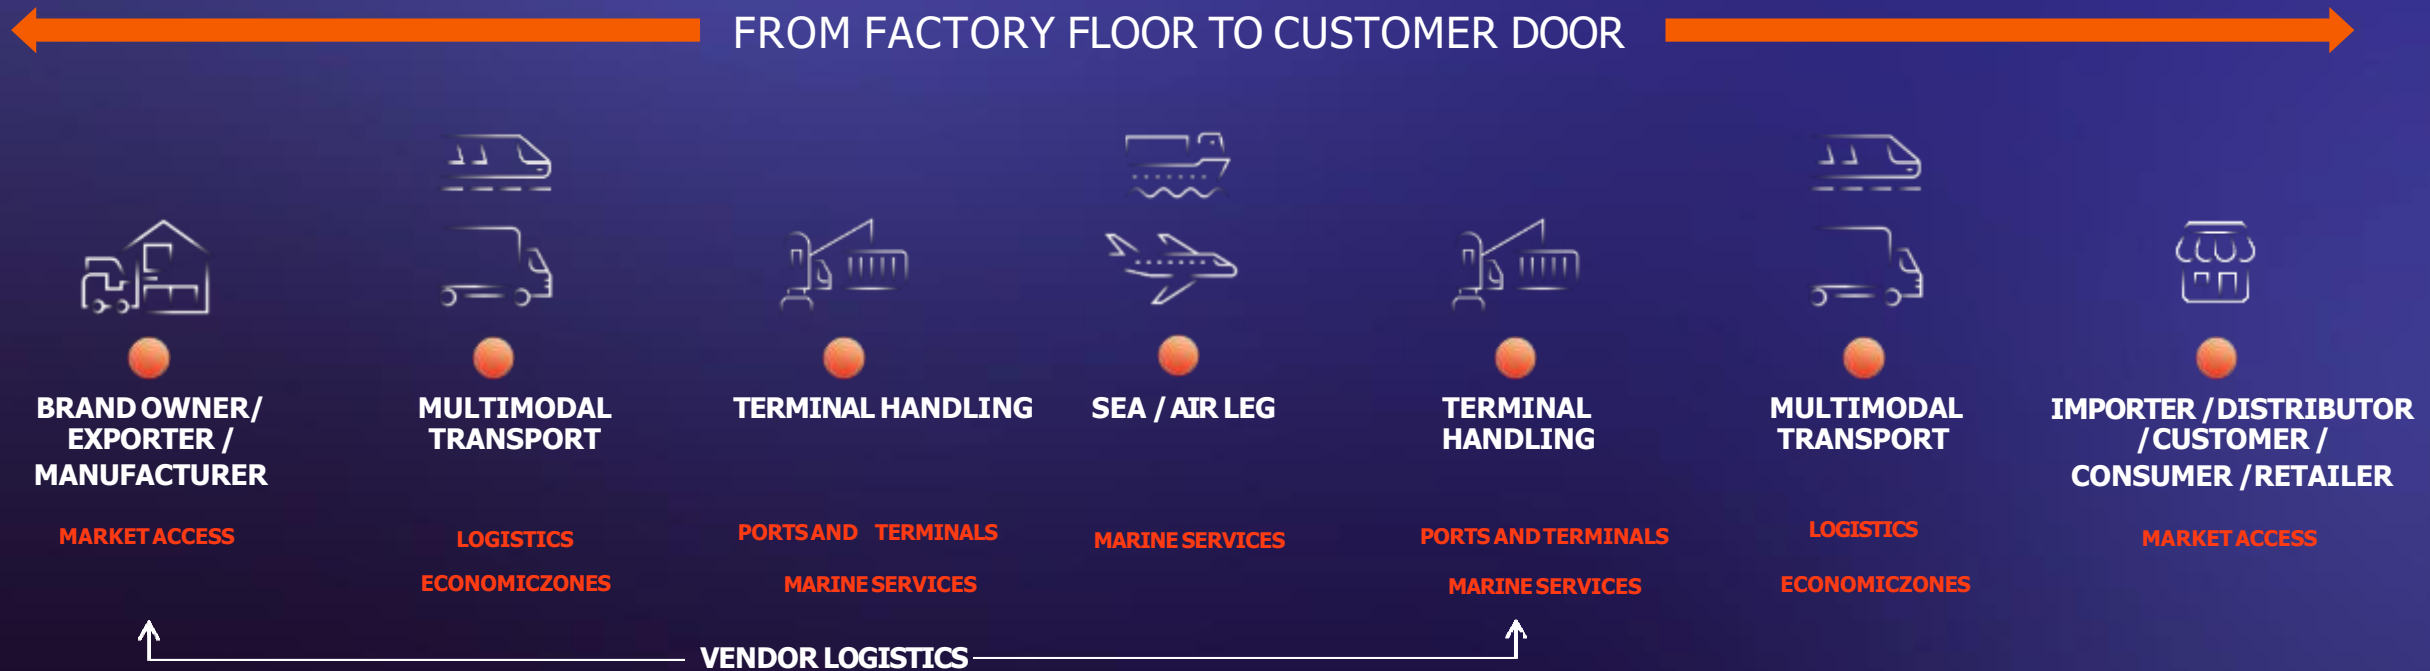 FROM FACTORY FLOOR TO CUSTOMER DOOR
BRAND OWNER/
EXPORTER /
MANUFACTURER
MARKET ACCESS
MULTIMODAL
TRANSPORT
LOGISTICS
ECONOMICZONES
TERMINAL HANDLING
PORTS AND TERMINALS
MARINE SERVICES
SEA / AIR LEG
MARINE SERVICES
TERMINAL
HANDLING
PORTS AND TERMINALS
MARINE SERVICES
MULTIMODAL
TRANSPORT
LOGISTICS
ECONOMICZONES
IMPORTER / DISTRIBUTOR
/ CUSTOMER /
CONSUMER / RETAILER
MARKET ACCESS
VENDOR LOGISTICS